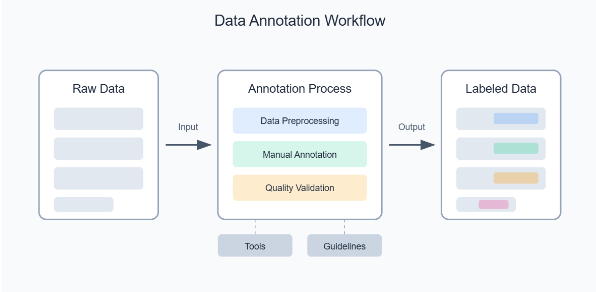 Data Annotation Workflow
Raw Data
Input
Annotation Process
Data Preprocessing
Manual Annotation
Quality Validation
Tools
Guidelines
Output
Labeled Data